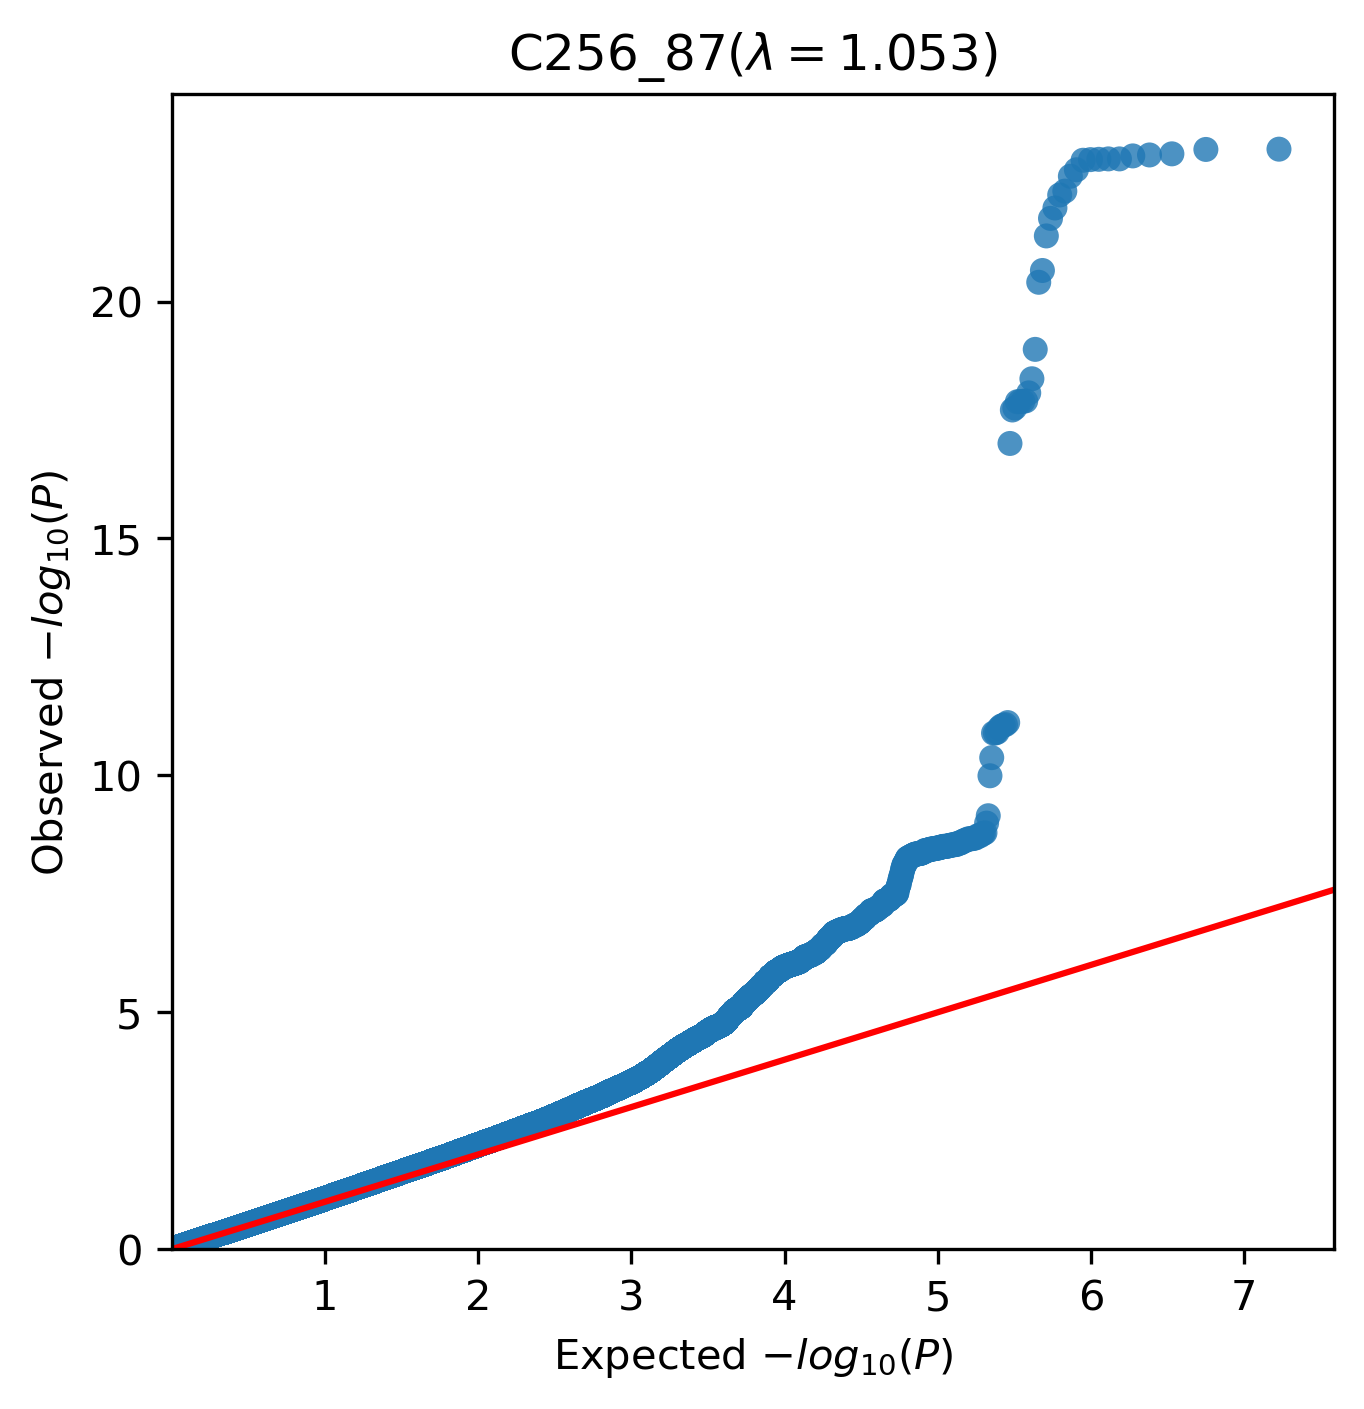 C256_87(λ = 1.053)
Observed −log₁₀(P)
20
15
10
5
0
1 2 3 4 5 6 7
Expected −log₁₀(P)